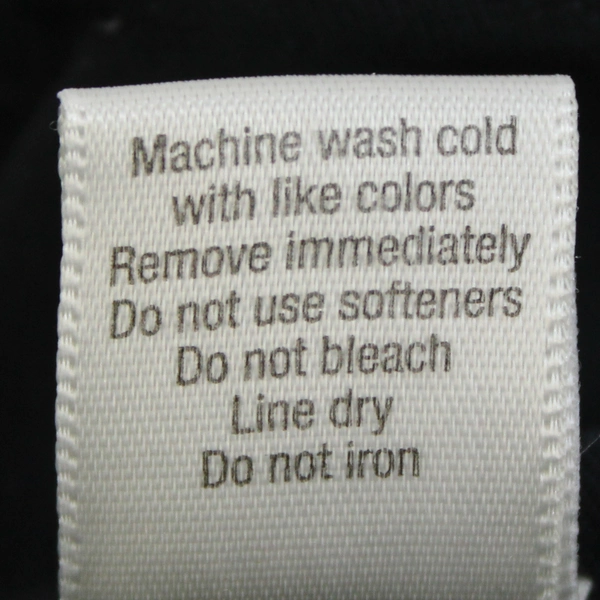 Machine wash cold
with like colors
Remove immediately
Do not use softeners
Do not bleach
Line dry
Do not iron